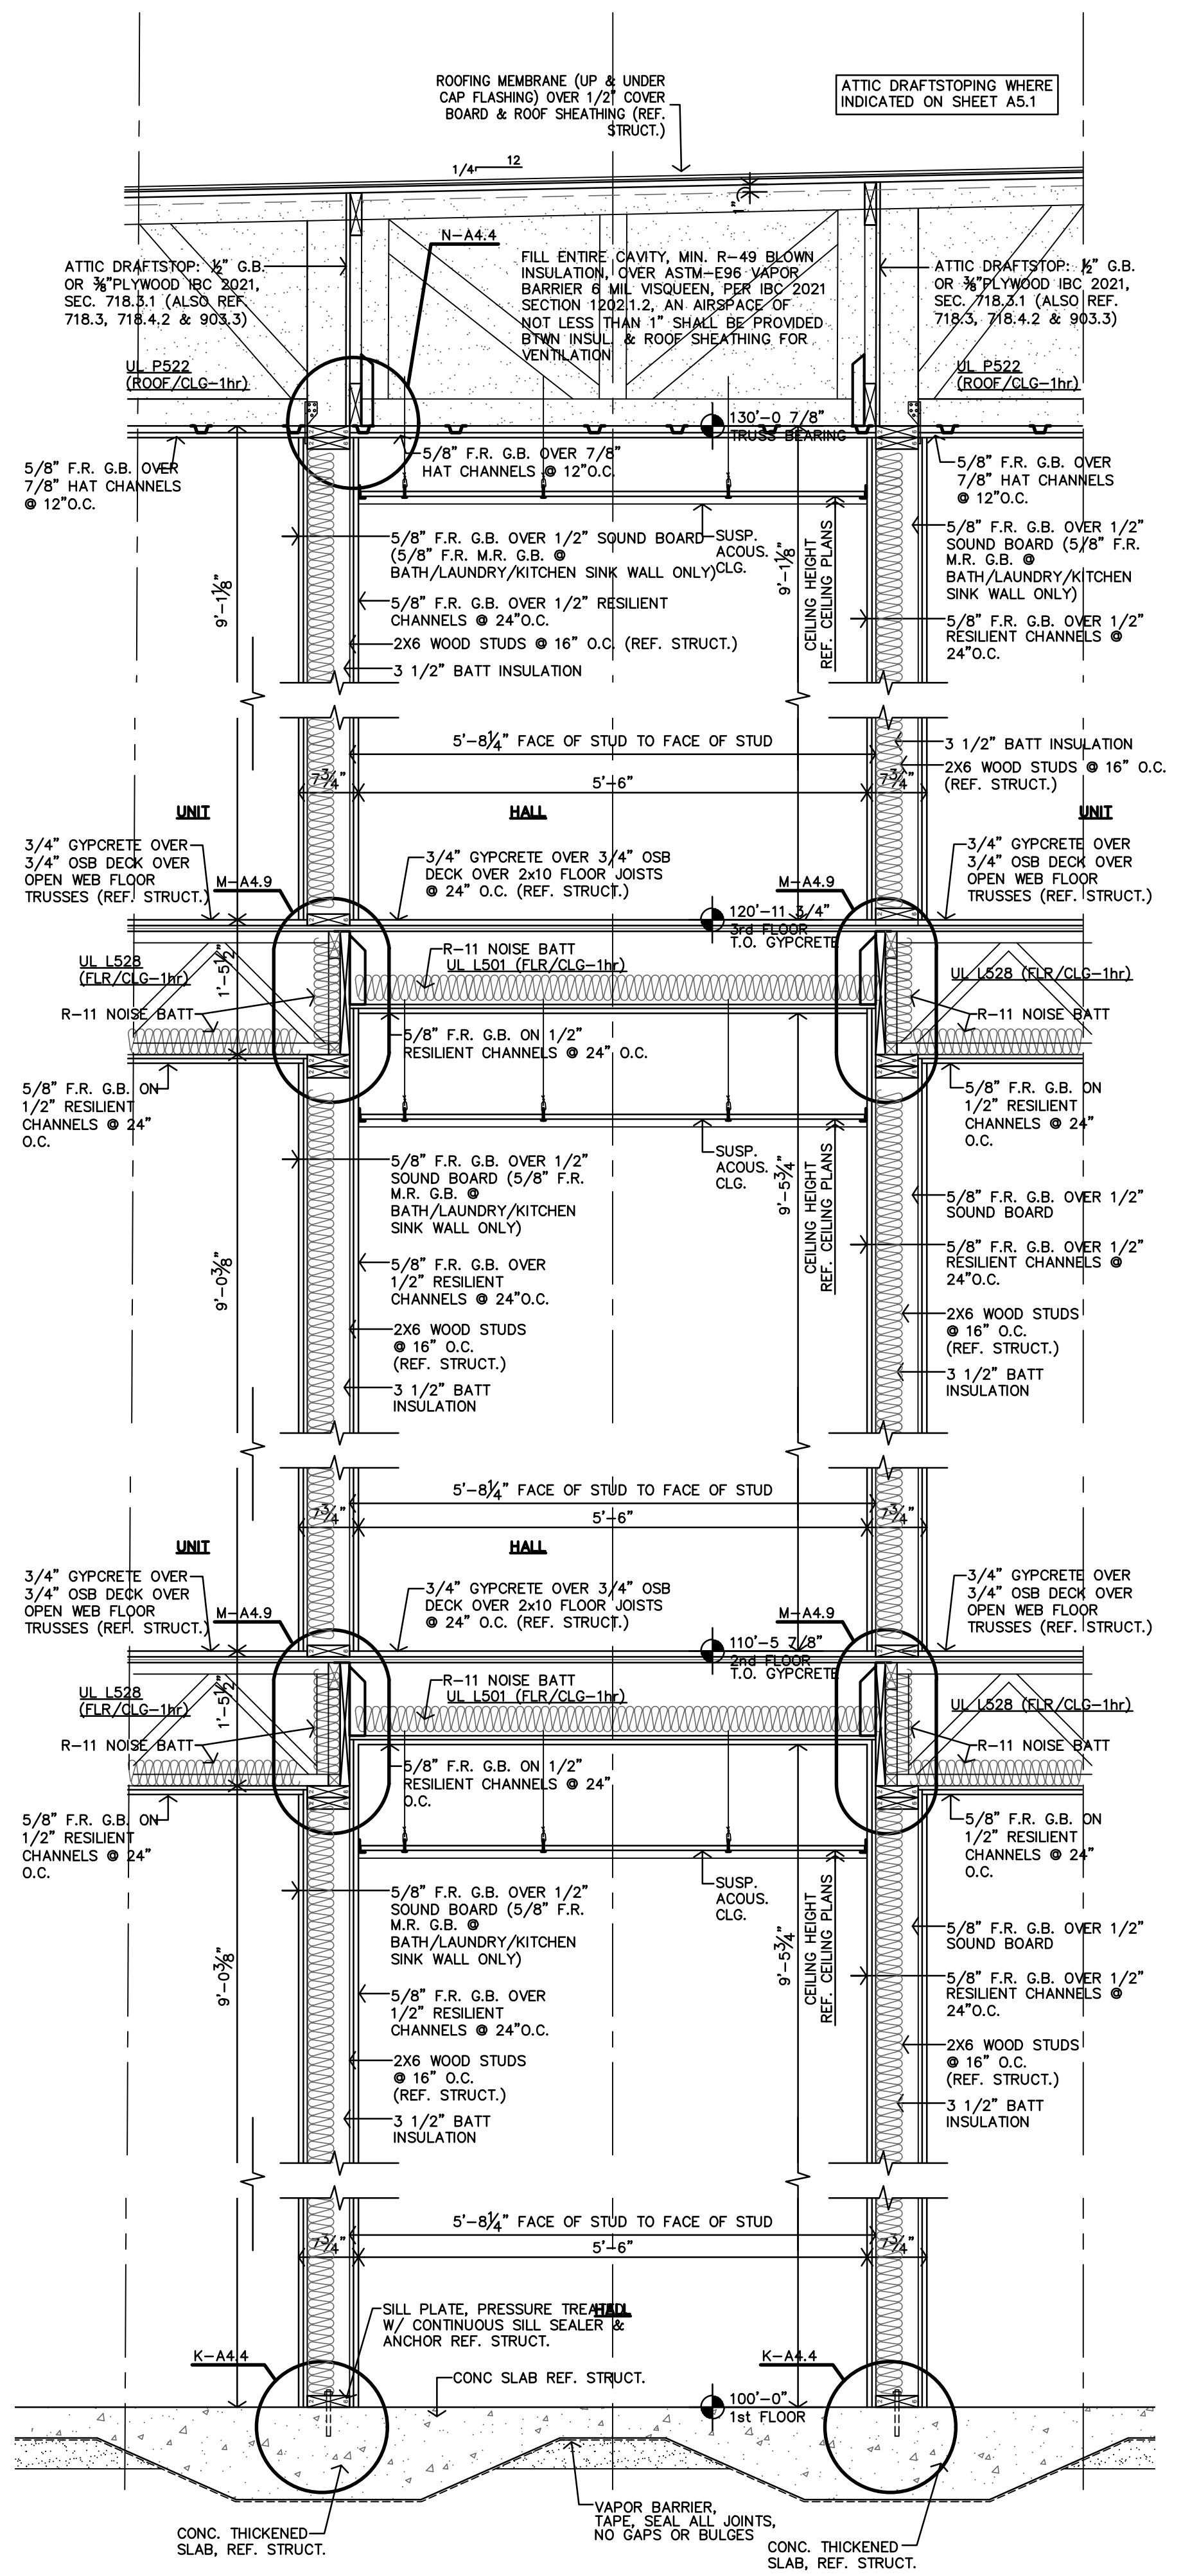 ROOFING MEMBRANE (UP & UNDER
CAP FLASHING) OVER 1/2" COVER
BOARD & ROOF SHEATHING (REF.
STRUCT.)
ATTIC DRAFTSTOPING WHERE
INDICATED ON SHEET A5.1
1/4"
12
1"
N-A4.4
ATTIC DRAFTSTOP: ½" G.B.
OR ⅜"PLYWOOD IBC 2021,
SEC. 718.3.1 (ALSO REF.
718.3, 718.4.2 & 903.3)
FILL ENTIRE CAVITY, MIN. R-49 BLOWN
INSULATION, OVER ASTM-E96 VAPOR
BARRIER 6 MIL VISQUEEN, PER IBC 2021
SECTION 1202.1.2, AN AIRSPACE OF
NOT LESS THAN 1" SHALL BE PROVIDED
BTWN INSUL. & ROOF SHEATHING FOR
VENTILATION
ATTIC DRAFTSTOP: ½" G.B.
OR ⅜"PLYWOOD IBC 2021,
SEC. 718.3.1 (ALSO REF.
718.3, 718.4.2 & 903.3)
UL P522
(ROOF/CLG-1hr)
UL P522
(ROOF/CLG-1hr)
130'-0 7/8"
TRUSS BEARING
5/8" F.R. G.B. OVER
7/8" HAT CHANNELS
@ 12"O.C.
5/8" F.R. G.B. OVER 7/8"
HAT CHANNELS @ 12"O.C.
5/8" F.R. G.B. OVER
7/8" HAT CHANNELS
@ 12"O.C.
5/8" F.R. G.B. OVER 1/2" SOUND BOARD
(5/8" F.R. M.R. G.B. @
BATH/LAUNDRY/KITCHEN SINK WALL ONLY)
SUSP.
ACOUS.
CLG.
5/8" F.R. G.B. OVER 1/2"
SOUND BOARD (5/8" F.R.
M.R. G.B. @
BATH/LAUNDRY/KITCHEN
SINK WALL ONLY)
9'-1⅛"
9'-1⅛"
CEILING HEIGHT
REF. CEILING PLANS
5/8" F.R. G.B. OVER 1/2" RESILIENT
CHANNELS @ 24"O.C.
2X6 WOOD STUDS @ 16" O.C. (REF. STRUCT.)
3 1/2" BATT INSULATION
5/8" F.R. G.B. OVER 1/2"
RESILIENT CHANNELS @
24"O.C.
5'-8¼" FACE OF STUD TO FACE OF STUD
3 1/2" BATT INSULATION
2X6 WOOD STUDS @ 16" O.C.
(REF. STRUCT.)
7¾"
5'-6"
7¾"
UNIT
HALL
UNIT
3/4" GYPCRETE OVER
3/4" OSB DECK OVER
OPEN WEB FLOOR
TRUSSES (REF. STRUCT.)
M-A4.9
3/4" GYPCRETE OVER 3/4" OSB
DECK OVER 2x10 FLOOR JOISTS
@ 24" O.C. (REF. STRUCT.)
M-A4.9
3/4" GYPCRETE OVER
3/4" OSB DECK OVER
OPEN WEB FLOOR
TRUSSES (REF. STRUCT.)
120'-11 3/4"
3rd FLOOR
T.O. GYPCRETE
UL L528
(FLR/CLG-1hr)
1'-5½"
R-11 NOISE BATT
UL L501 (FLR/CLG-1hr)
UL L528 (FLR/CLG-1hr)
R-11 NOISE BATT
R-11 NOISE BATT
5/8" F.R. G.B. ON 1/2"
RESILIENT CHANNELS @ 24" O.C.
5/8" F.R. G.B. ON
1/2" RESILIENT
CHANNELS @ 24"
O.C.
5/8" F.R. G.B. ON
1/2" RESILIENT
CHANNELS @ 24"
O.C.
5/8" F.R. G.B. OVER 1/2"
SOUND BOARD (5/8" F.R.
M.R. G.B. @
BATH/LAUNDRY/KITCHEN
SINK WALL ONLY)
SUSP.
ACOUS.
CLG.
9'-5¾"
CEILING HEIGHT
REF. CEILING PLANS
5/8" F.R. G.B. OVER 1/2"
SOUND BOARD
9'-0⅜"
5/8" F.R. G.B. OVER
1/2" RESILIENT
CHANNELS @ 24"O.C.
5/8" F.R. G.B. OVER 1/2"
RESILIENT CHANNELS @
24"O.C.
2X6 WOOD STUDS
@ 16" O.C.
(REF. STRUCT.)
2X6 WOOD STUDS
@ 16" O.C.
(REF. STRUCT.)
3 1/2" BATT
INSULATION
3 1/2" BATT
INSULATION
5'-8¼" FACE OF STUD TO FACE OF STUD
7¾"
5'-6"
7¾"
UNIT
HALL
3/4" GYPCRETE OVER
3/4" OSB DECK OVER
OPEN WEB FLOOR
TRUSSES (REF. STRUCT.)
M-A4.9
3/4" GYPCRETE OVER 3/4" OSB
DECK OVER 2x10 FLOOR JOISTS
@ 24" O.C. (REF. STRUCT.)
M-A4.9
3/4" GYPCRETE OVER
3/4" OSB DECK OVER
OPEN WEB FLOOR
TRUSSES (REF. STRUCT.)
110'-5 7/8"
2nd FLOOR
T.O. GYPCRETE
UL L528
(FLR/CLG-1hr)
1'-5½"
R-11 NOISE BATT
UL L501 (FLR/CLG-1hr)
UL L528 (FLR/CLG-1hr)
R-11 NOISE BATT
R-11 NOISE BATT
5/8" F.R. G.B. ON 1/2"
RESILIENT CHANNELS @ 24"
O.C.
5/8" F.R. G.B. ON
1/2" RESILIENT
CHANNELS @ 24"
O.C.
5/8" F.R. G.B. ON
1/2" RESILIENT
CHANNELS @ 24"
O.C.
5/8" F.R. G.B. OVER 1/2"
SOUND BOARD (5/8" F.R.
M.R. G.B. @
BATH/LAUNDRY/KITCHEN
SINK WALL ONLY)
SUSP.
ACOUS.
CLG.
9'-5¾"
CEILING HEIGHT
REF. CEILING PLANS
5/8" F.R. G.B. OVER 1/2"
SOUND BOARD
9'-0⅜"
5/8" F.R. G.B. OVER
1/2" RESILIENT
CHANNELS @ 24"O.C.
5/8" F.R. G.B. OVER 1/2"
RESILIENT CHANNELS @
24"O.C.
2X6 WOOD STUDS
@ 16" O.C.
(REF. STRUCT.)
2X6 WOOD STUDS
@ 16" O.C.
(REF. STRUCT.)
3 1/2" BATT
INSULATION
3 1/2" BATT
INSULATION
5'-8¼" FACE OF STUD TO FACE OF STUD
7¾"
5'-6"
7¾"
HALL
SILL PLATE, PRESSURE TREATED
W/ CONTINUOUS SILL SEALER &
ANCHOR REF. STRUCT.
K-A4.4
K-A4.4
CONC SLAB REF. STRUCT.
100'-0"
1st FLOOR
VAPOR BARRIER,
TAPE, SEAL ALL JOINTS,
NO GAPS OR BULGES
CONC. THICKENED
SLAB, REF. STRUCT.
CONC. THICKENED
SLAB, REF. STRUCT.